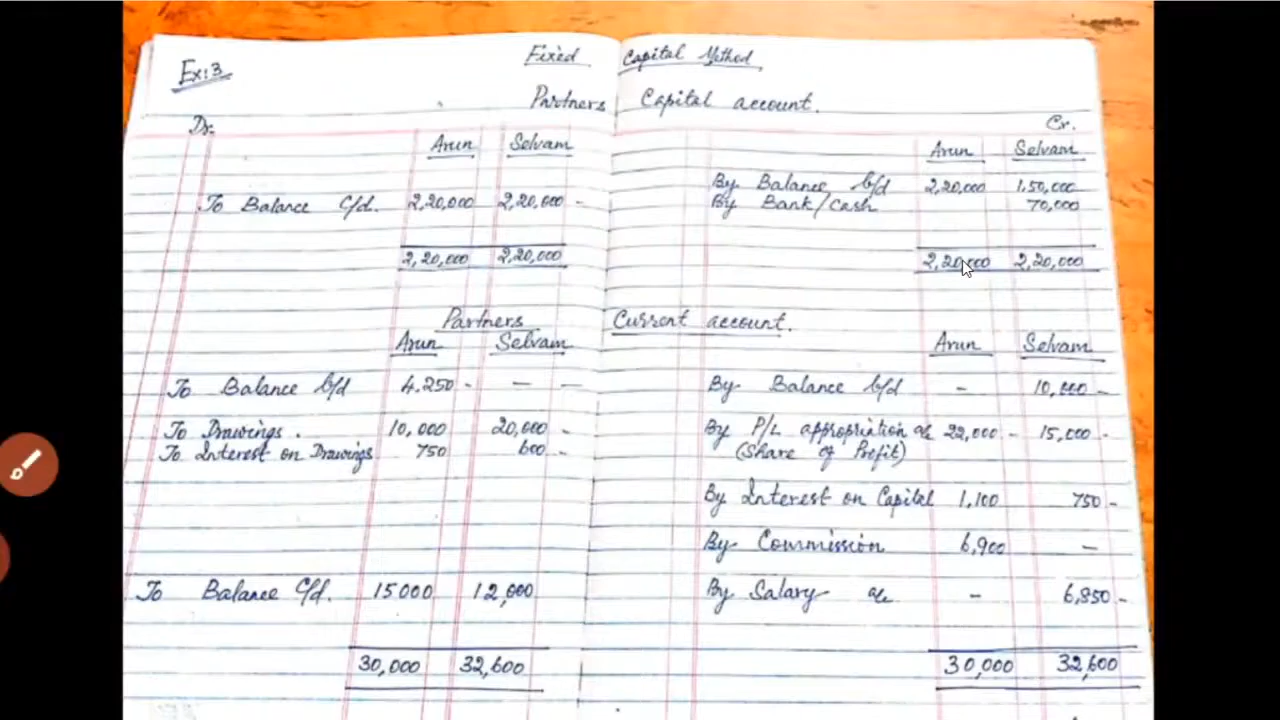 Ex:3
Fixed Capital Method
Partners Capital account.
Dr. Cr.
Arun Selvam Arun Selvam
By Balance b/d 2,20,000 1,50,000
To Balance C/d. 2,20,000 2,20,000 - By Bank/Cash 70,000
2,20,000 2,20,000 2,20,000 2,20,000
Partners Current account.
Arun Selvam Arun Selvam
To Balance b/d 4.250 - — — By Balance b/d - 10,000 -
To Drawings. 10,000 20,000 - By P/L appropriation a/c 22,000 - 15,000 -
To Interest on Drawings 750 600 - (Share of Profit)
By Interest on Capital 1,100 750 -
By Commission 6,900 —
To Balance C/d. 15000 12,000 By Salary a/c - 6,850 -
30,000 32,600 30,000 32,600